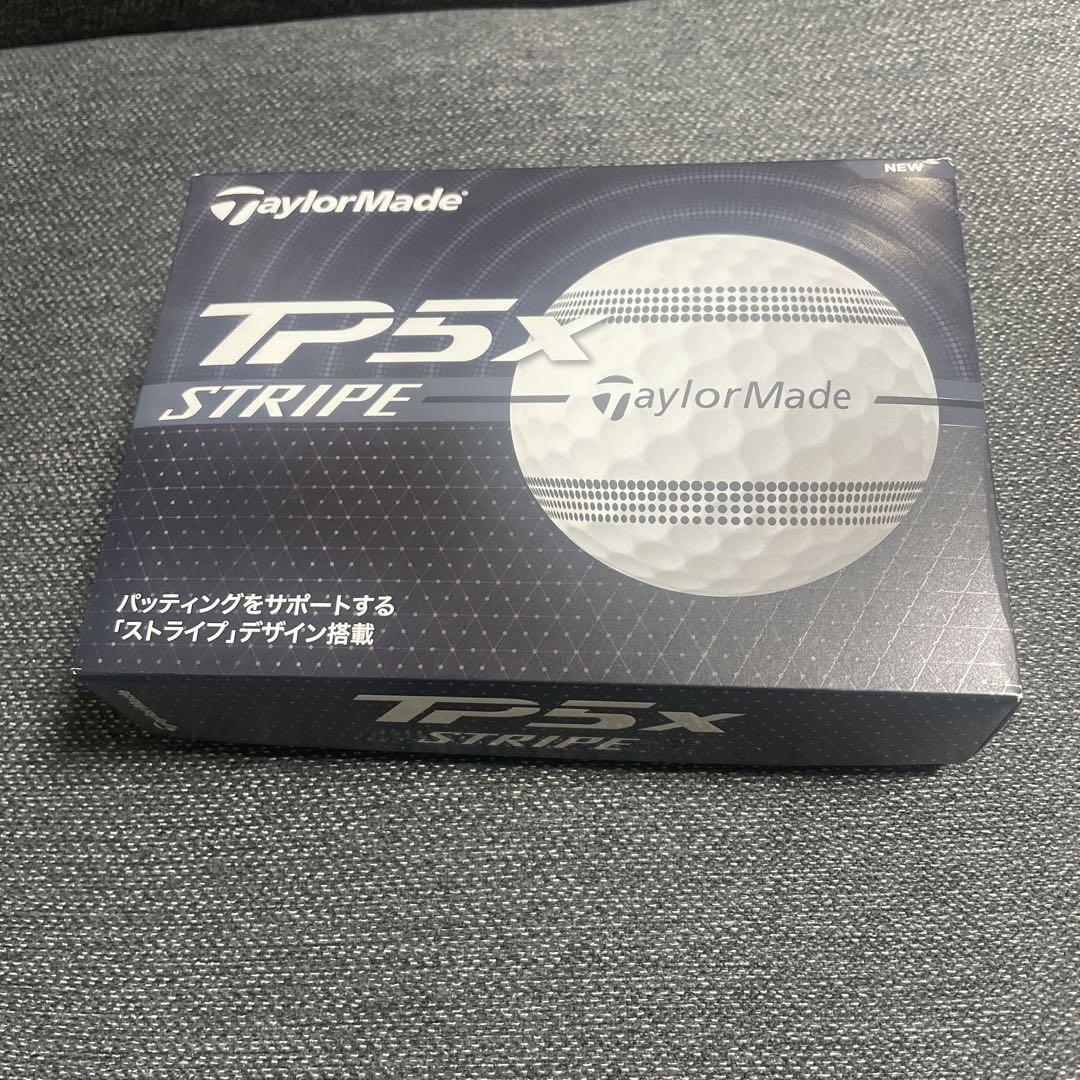 NEW
TaylorMade
TP5x
STRIPE
TaylorMade
パッティングをサポートする
「ストライプ」デザイン搭載
TP5x
STRIPE
TaylorMade